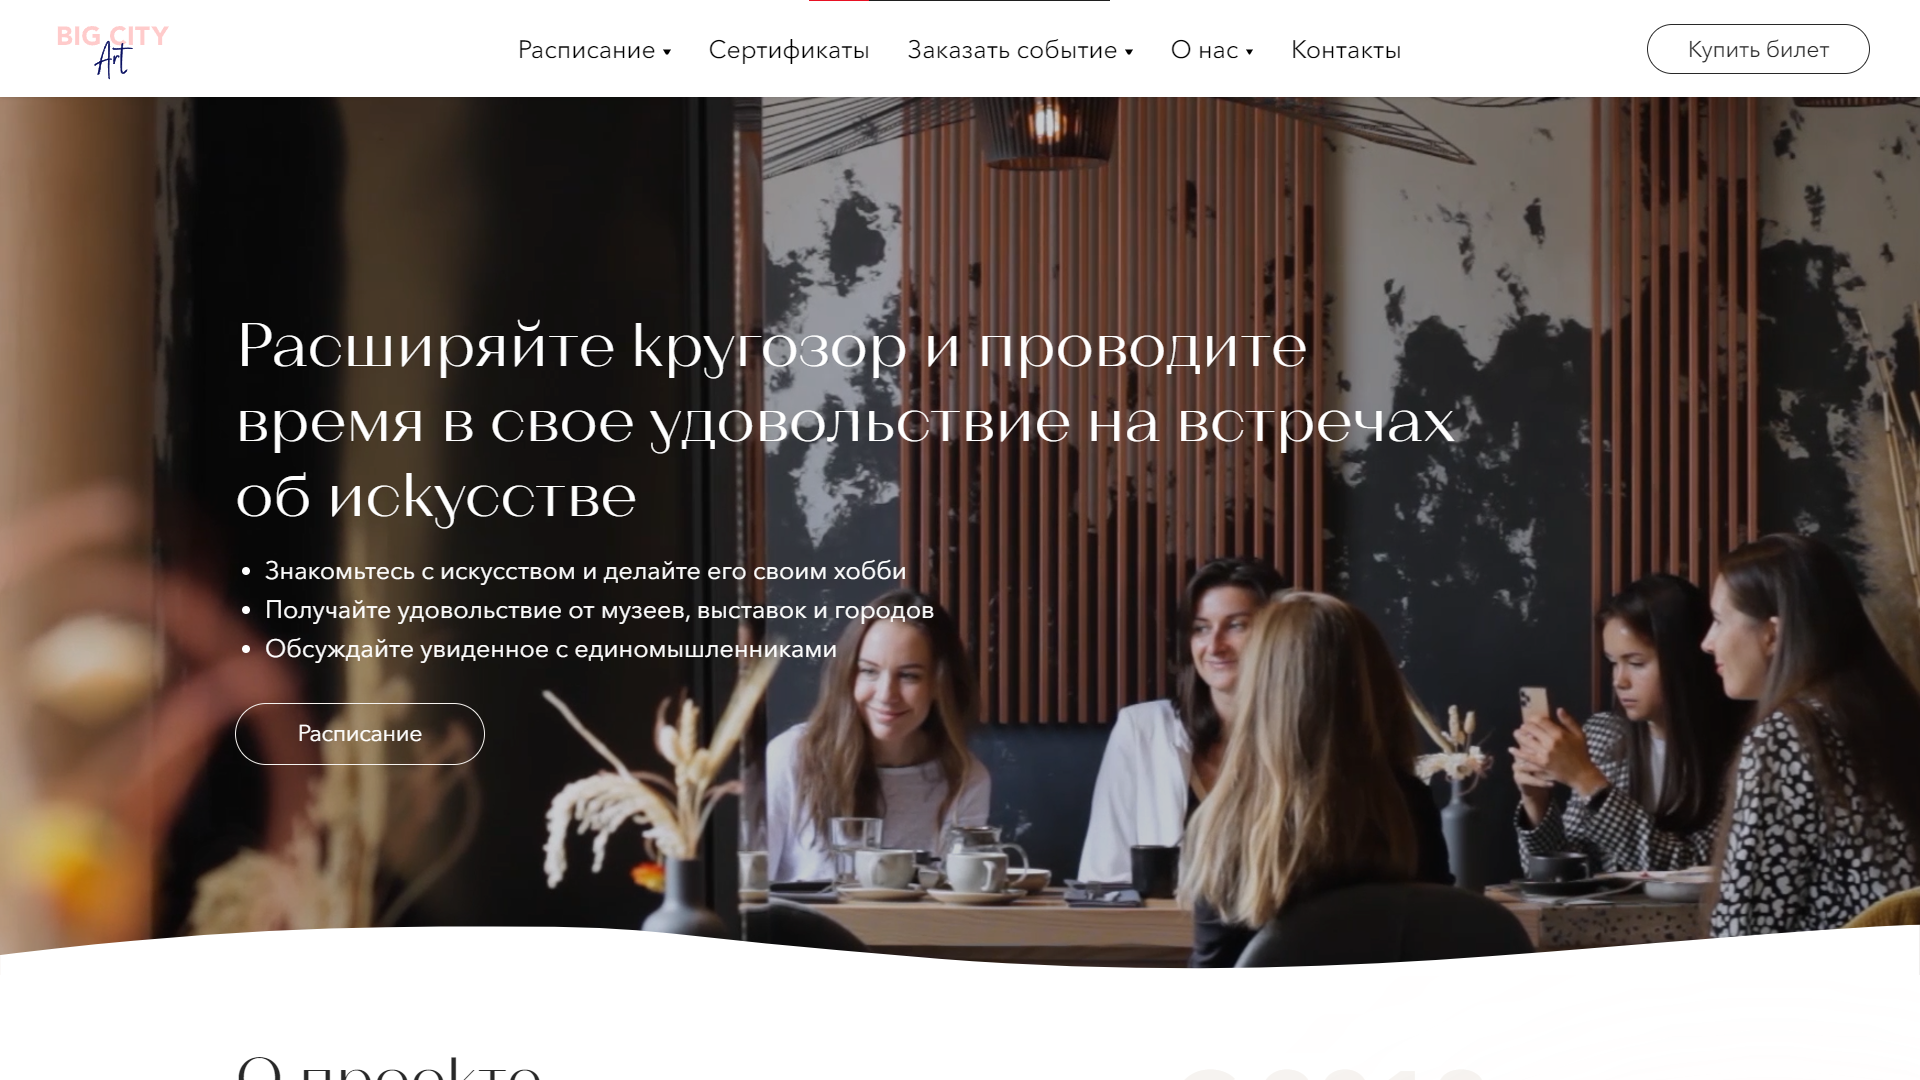 BIG CITY
Art
Расписание
Сертификаты
Заказать событие
О нас
Контакты
Купить билет
Расширяйте кругозор и проводите
время в свое удовольствие на встречах
об искусстве
Знакомьтесь с искусством и делайте его своим хобби
Получайте удовольствие от музеев, выставок и городов
Обсуждайте увиденное с единомышленниками
Расписание
О проекте